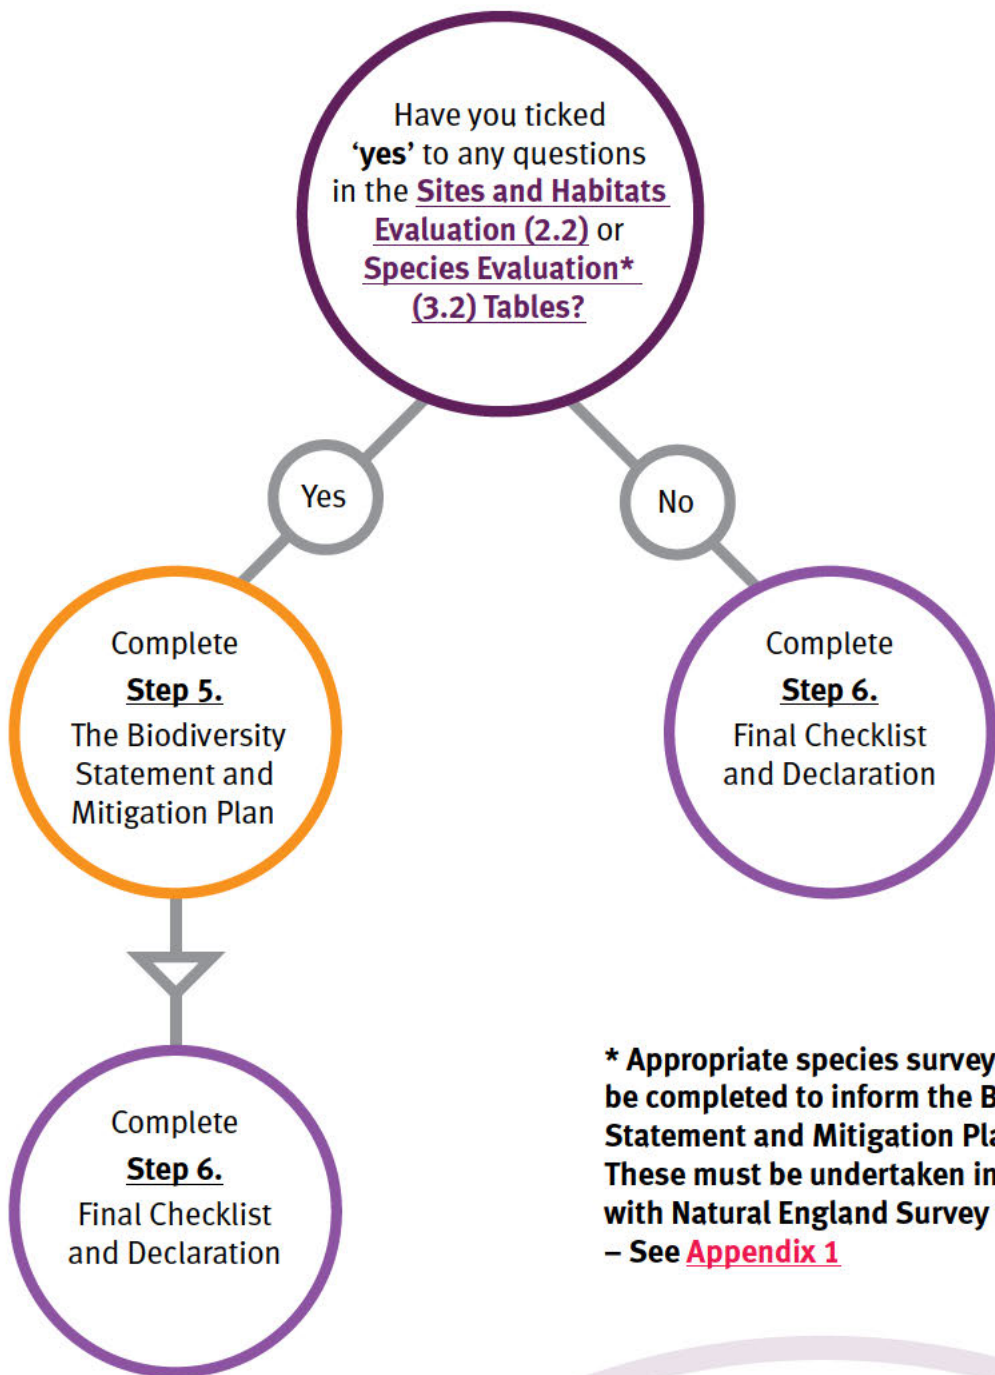 Have you ticked
‘yes’ to any questions
in the Sites and Habitats
Evaluation (2.2) or
Species Evaluation*
(3.2) Tables?
Yes
No
Complete
Step 5.
The Biodiversity
Statement and
Mitigation Plan
Complete
Step 6.
Final Checklist
and Declaration
Complete
Step 6.
Final Checklist
and Declaration
* Appropriate species survey
be completed to inform the
Statement and Mitigation
These must be undertaken in
with Natural England Survey
– See Appendix 1